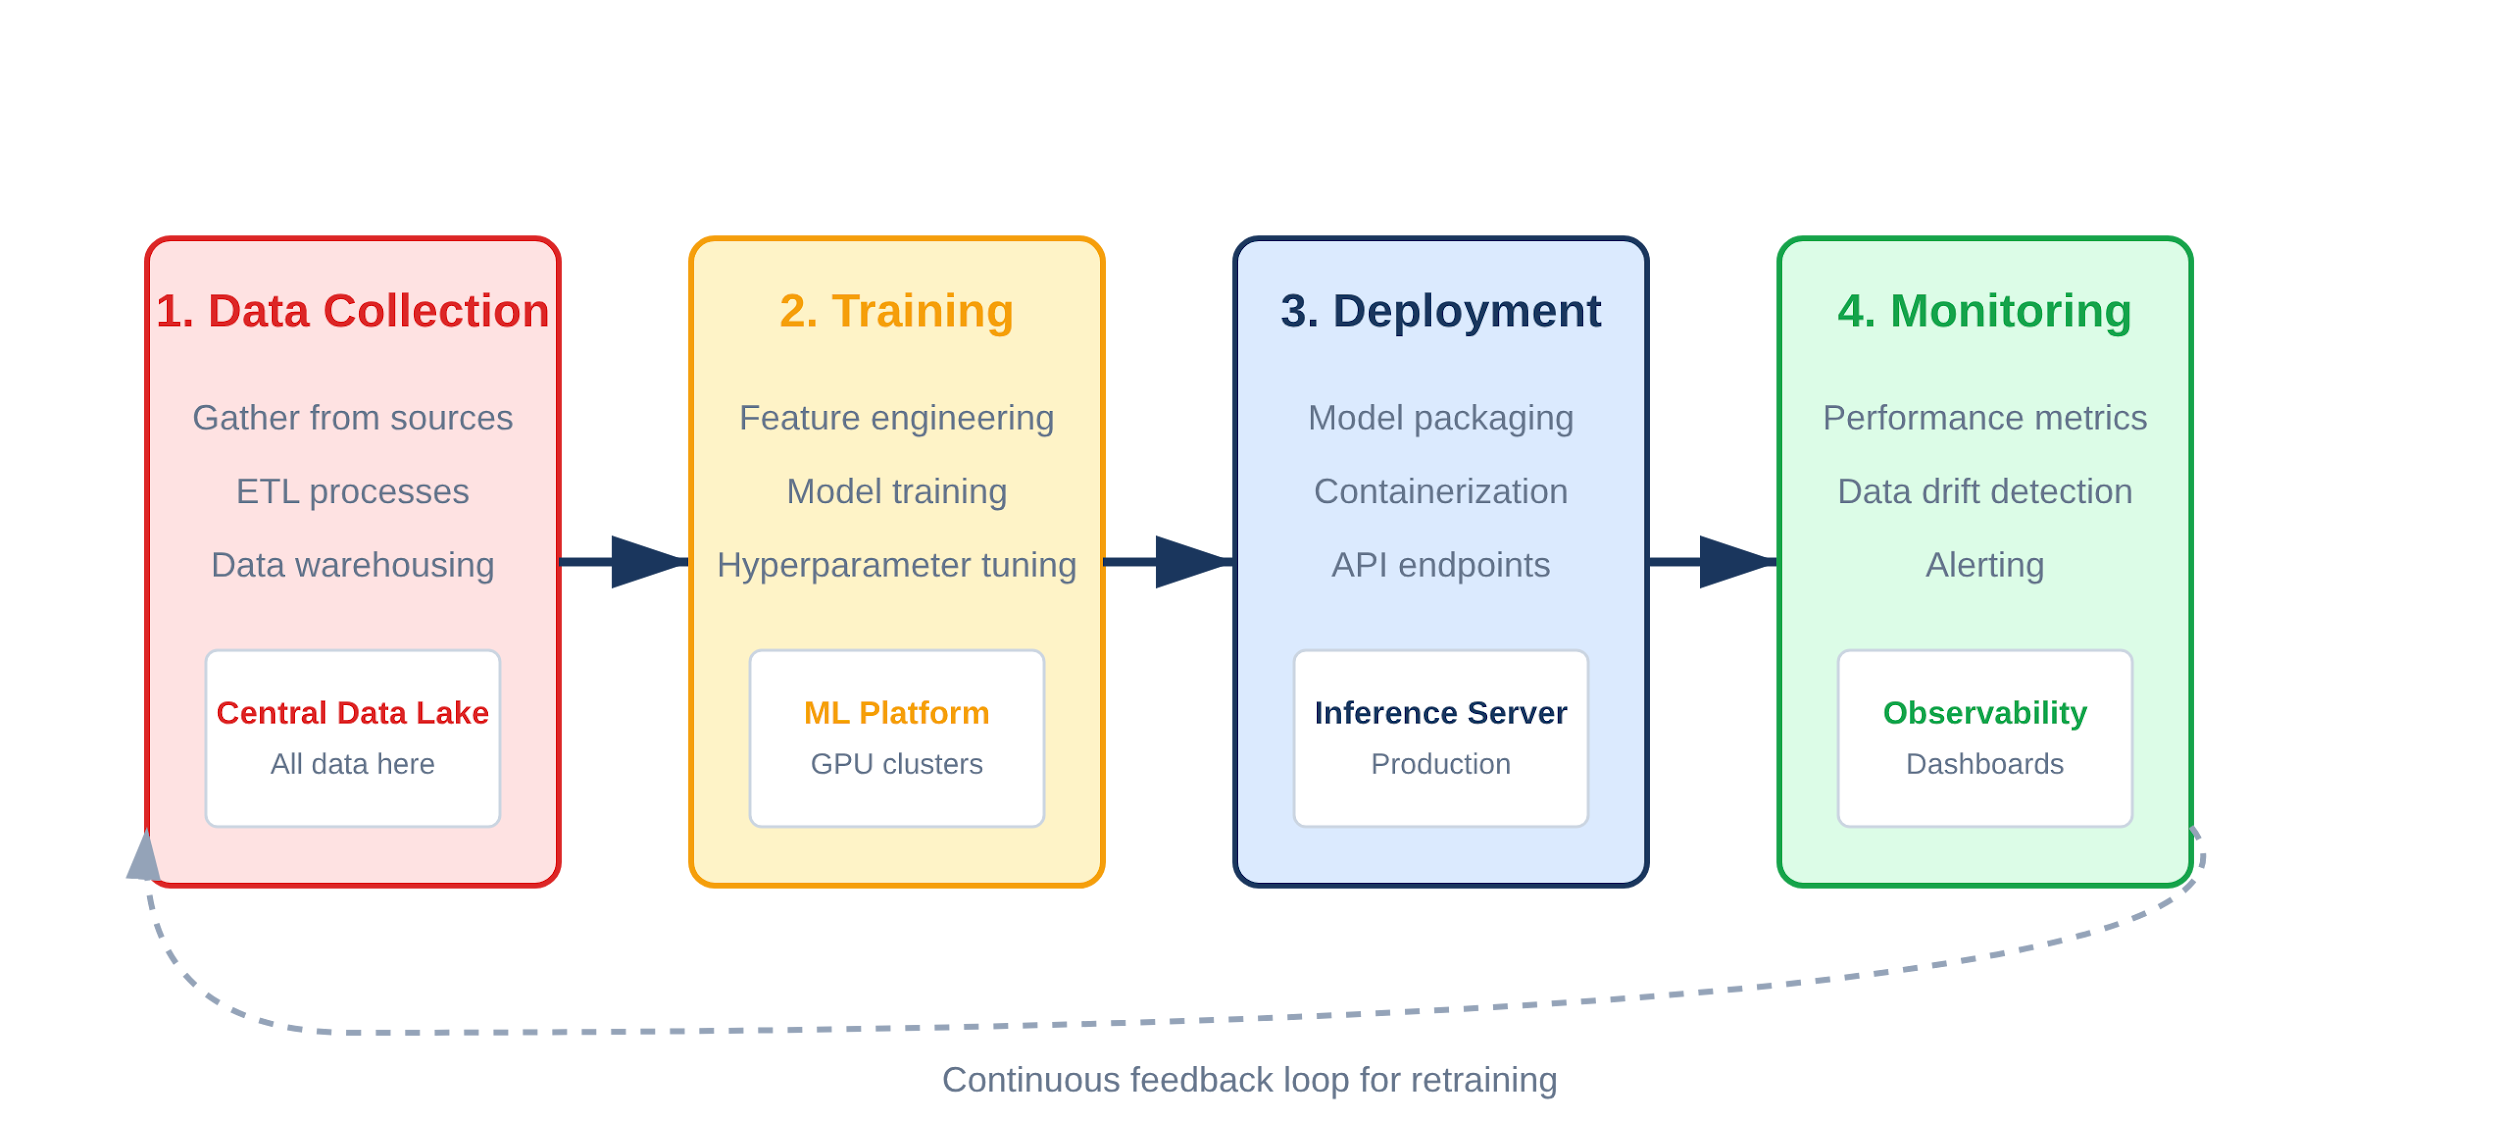 1. Data Collection
Gather from sources
ETL processes
Data warehousing
Central Data Lake
All data here
2. Training
Feature engineering
Model training
Hyperparameter tuning
ML Platform
GPU clusters
3. Deployment
Model packaging
Containerization
API endpoints
Inference Server
Production
4. Monitoring
Performance metrics
Data drift detection
Alerting
Observability
Dashboards
Continuous feedback loop for retraining